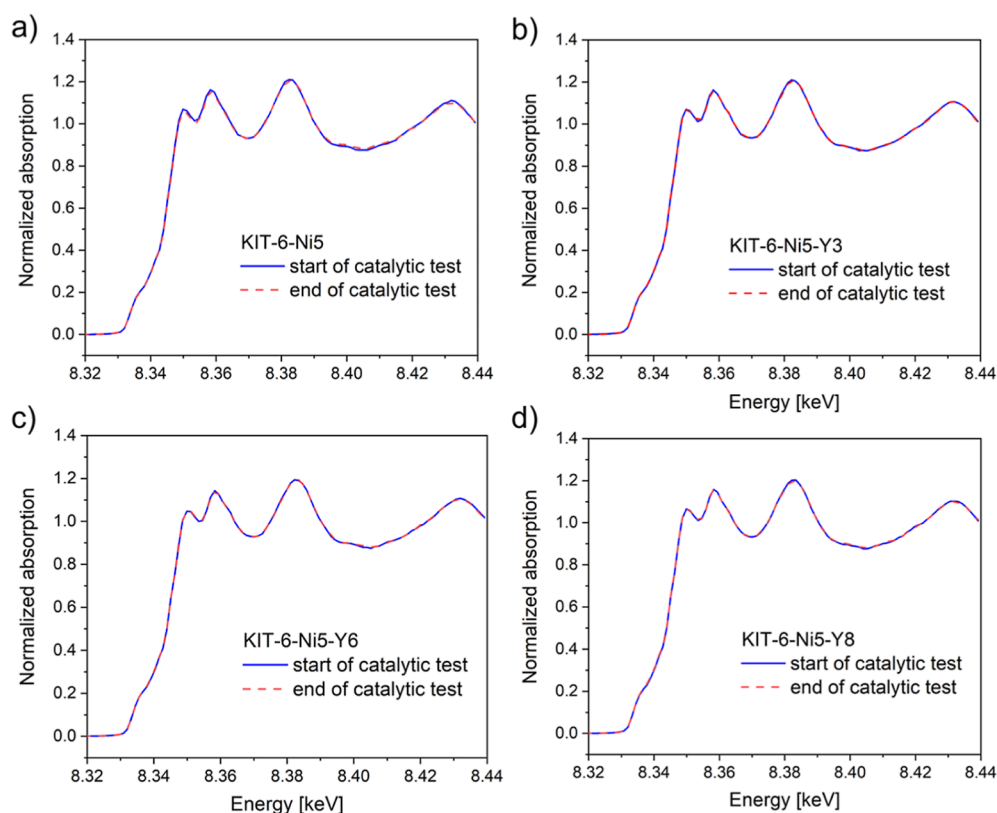 a)
1.4
1.2
1.0
0.8
0.6
0.4
0.2
0.0
Normalized absorption
KIT-6-Ni5
start of catalytic test
end of catalytic test
8.32 8.34 8.36 8.38 8.40 8.42 8.44
b)
1.4
1.2
1.0
0.8
0.6
0.4
0.2
0.0
Normalized absorption
KIT-6-Ni5-Y3
start of catalytic test
end of catalytic test
8.32 8.34 8.36 8.38 8.40 8.42 8.44
Energy [keV]
c)
1.4
1.2
1.0
0.8
0.6
0.4
0.2
0.0
Normalized absorption
KIT-6-Ni5-Y6
start of catalytic test
end of catalytic test
8.32 8.34 8.36 8.38 8.40 8.42 8.44
Energy [keV]
d)
1.4
1.2
1.0
0.8
0.6
0.4
0.2
0.0
Normalized absorption
KIT-6-Ni5-Y8
start of catalytic test
end of catalytic test
8.32 8.34 8.36 8.38 8.40 8.42 8.44
Energy [keV]